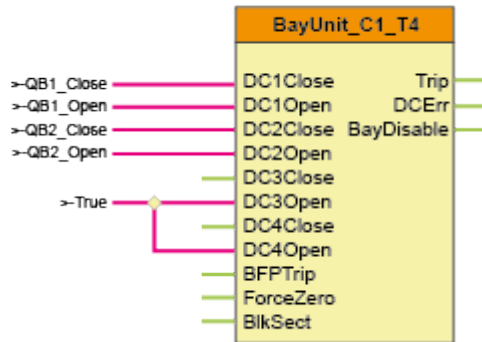 BayUnit_C1_T4
QB1_Close DC1Close Trip
QB1_Open DC1Open DCErr
QB2_Close DC2Close BayDisable
QB2_Open DC2Open
DC3Close
True DC3Open
DC4Close
DC4Open
BFPTrip
ForceZero
BlkSect